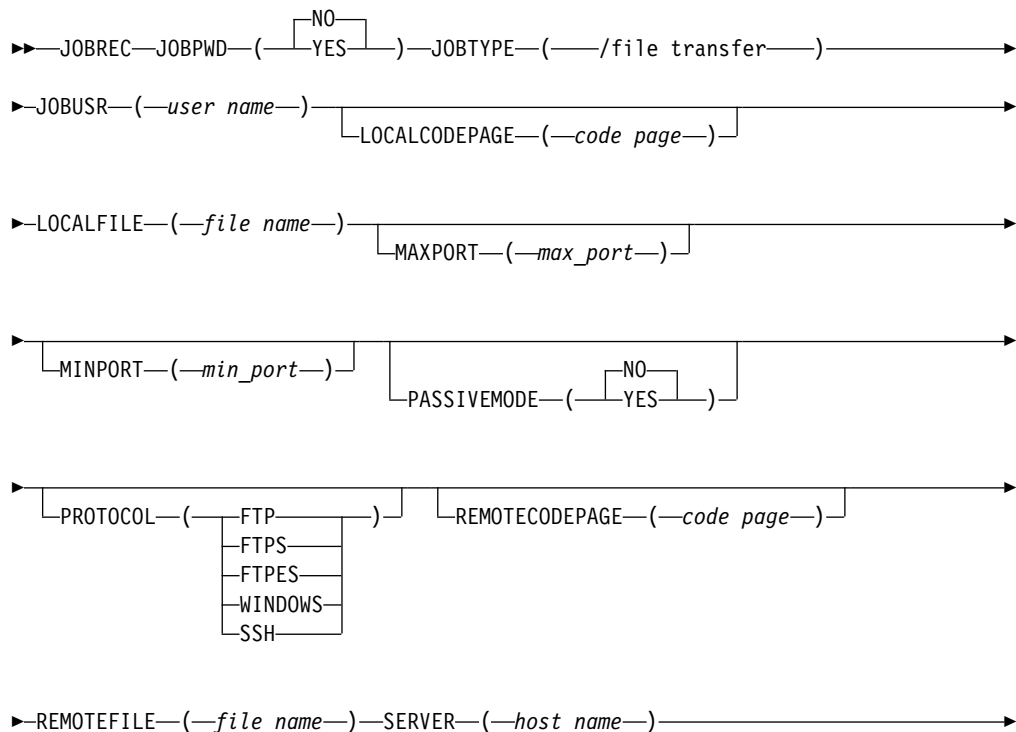 NO
JOBREC JOBPWD ( YES ) JOBTYPE ( /file transfer )
JOBUSR ( user name )
LOCALCODEPAGE ( code page )
LOCALFILE ( file name )
MAXPORT ( max_port )
MINPORT ( min_port )
NO
PASSIVEMODE ( YES )
PROTOCOL ( FTP )
FTPS
FTPES
WINDOWS
SSH
REMOTECODEPAGE ( code page )
REMOTEFILE ( file name ) SERVER ( host name )